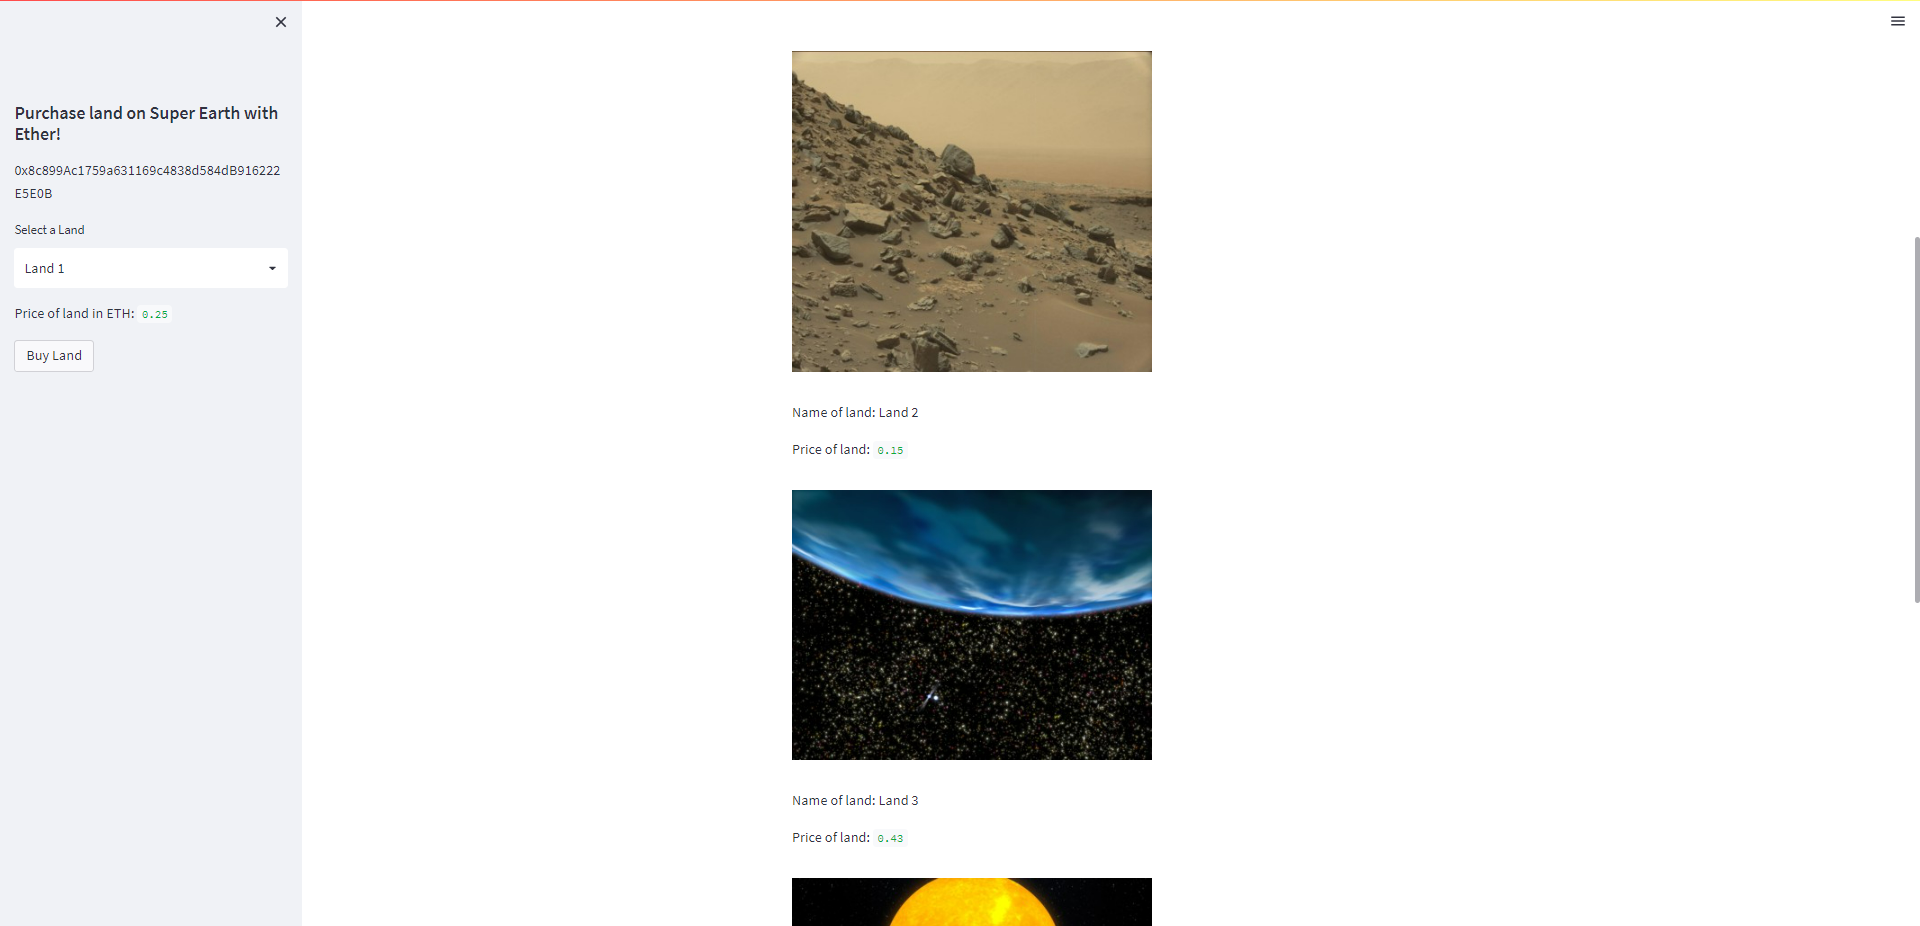 Purchase land on Super Earth with
Ether!
0x8c899Ac1759a631169c4838d584dB916222
E5E0B
Select a Land
Land 1
Price of land in ETH: 0.25
Buy Land
Name of land: Land 2
Price of land: 0.15
Name of land: Land 3
Price of land: 0.43